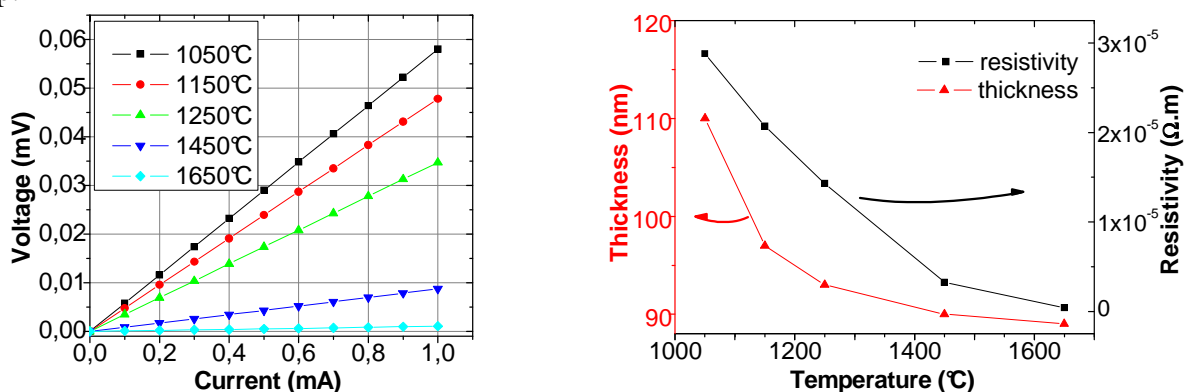 0,06
0,05
0,04
0,03
0,02
0,01
0,00
Voltage (mV)
1050℃
1150℃
1250℃
1450℃
1650℃
0,0 0,2 0,4 0,6 0,8 1,0
Current (mA)
120
110
100
90
Thickness (nm)
resistivity
thickness
3x10-5
2x10-5
1x10-5
0
Resistivity (Ω.m)
1000 1200 1400 1600
Temperature (℃)